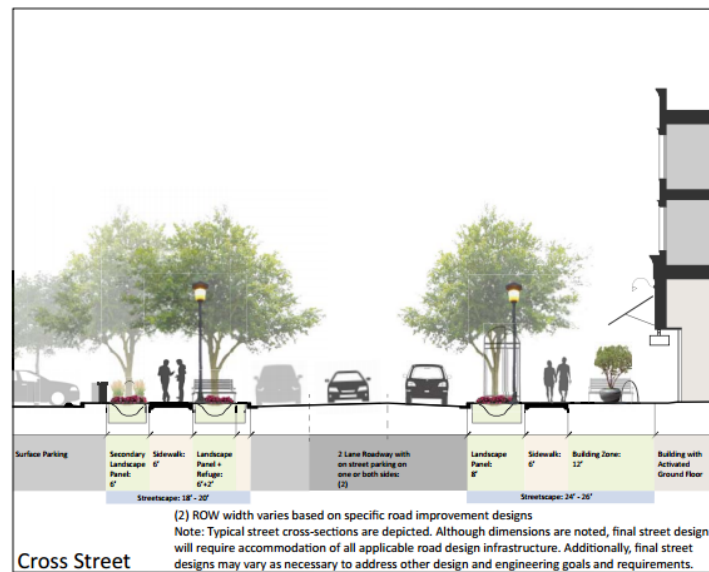 Surface Parking
Secondary
Landscape
Panel:
6'
Sidewalk:
6'
Landscape
Panel +
Refuge:
6'+2'
2 Lane Roadway with
on street parking on
one or both sides:
(2)
Landscape
Panel:
8'
Sidewalk:
6'
Building Zone:
12'
Building with
Activated
Ground Floor
Streetscape: 18' - 20'
Streetscape: 24' - 26'
(2) ROW width varies based on specific road improvement designs
Note: Typical street cross-sections are depicted. Although dimensions are noted, final street design
will require accommodation of all applicable road design infrastructure. Additionally, final street
designs may vary as necessary to address other design and engineering goals and requirements.
Cross Street